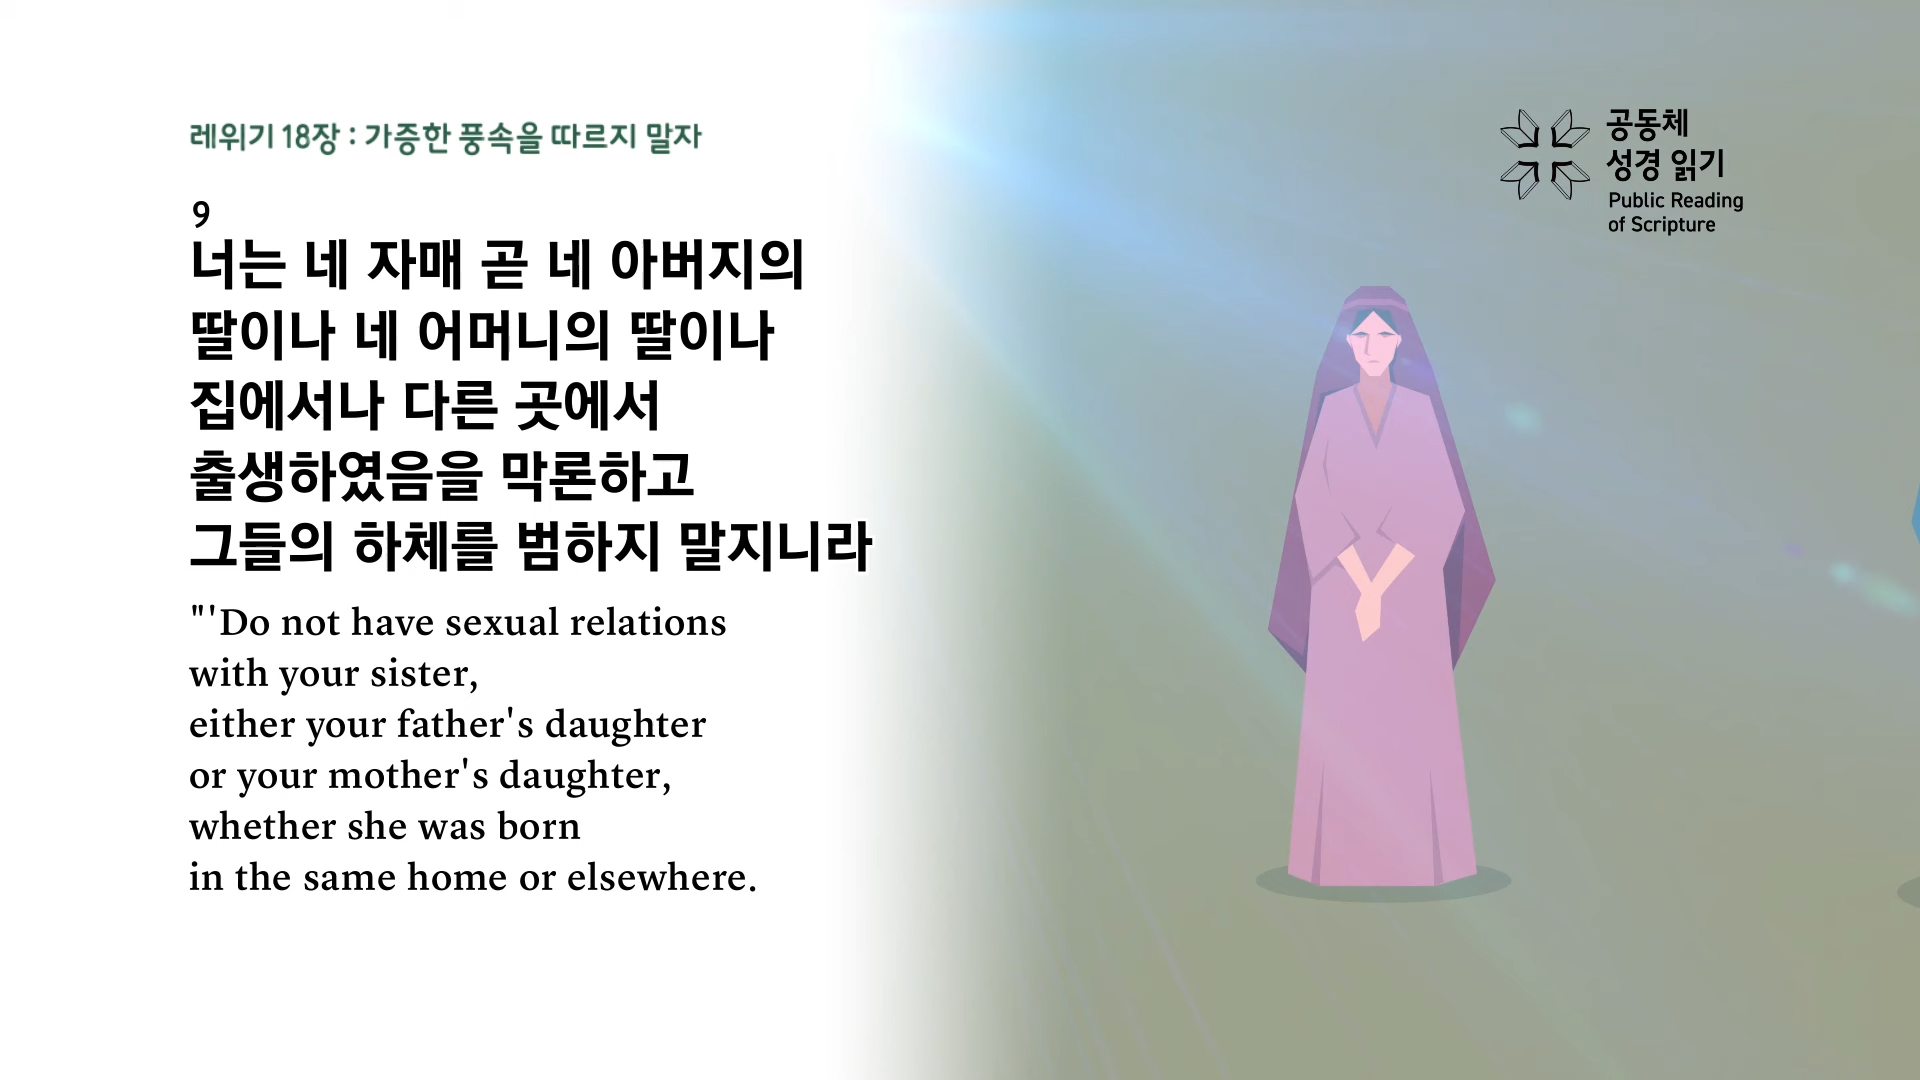 레위기 18장 : 가증한 풍속을 따르지 말자
공동체
성경 읽기
Public Reading
of Scripture
9
너는 네 자매 곧 네 아버지의
딸이나 네 어머니의 딸이나
집에서나 다른 곳에서
출생하였음을 막론하고
그들의 하체를 범하지 말지니라
"'Do not have sexual relations
with your sister,
either your father's daughter
or your mother's daughter,
whether she was born
in the same home or elsewhere.